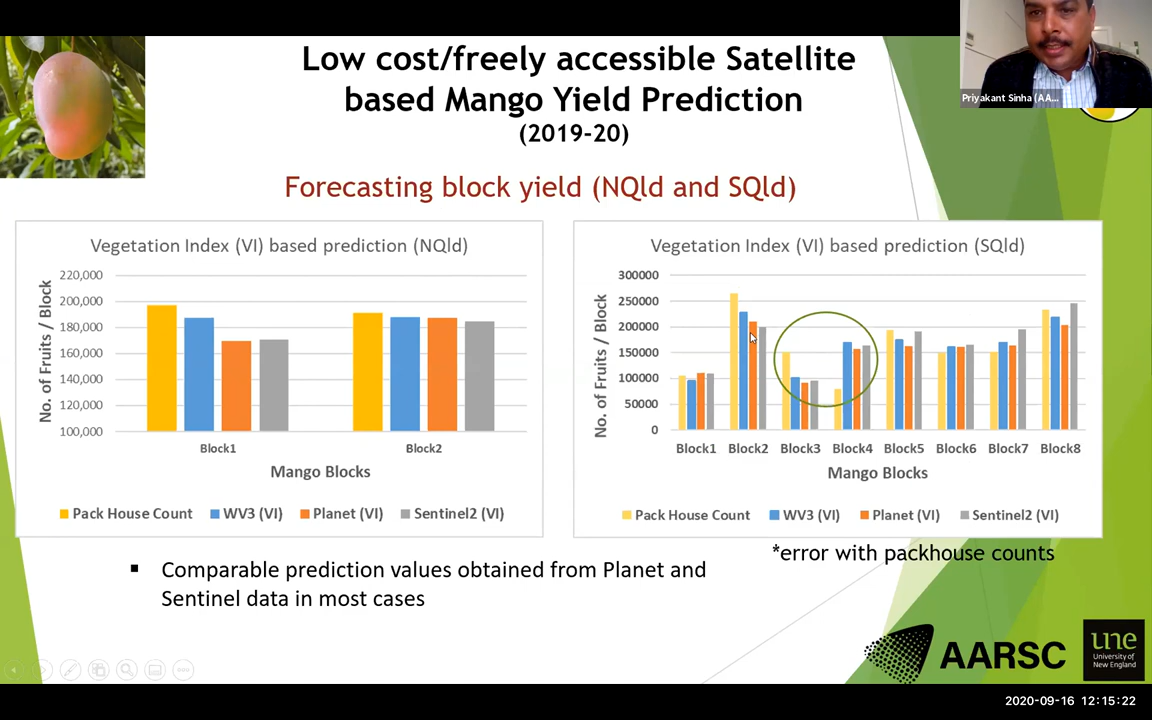 Low cost/freely accessible Satellite
based Mango Yield Prediction
(2019-20)
Priyakant Sinha (AA...
Forecasting block yield (NQld and SQld)
Vegetation Index (VI) based prediction (NQld)
No. of Fruits / Block
220,000
200,000
180,000
160,000
140,000
120,000
100,000
Block1 Block2
Mango Blocks
Pack House Count WV3 (VI) Planet (VI) Sentinel2 (VI)
Vegetation Index (VI) based prediction (SQld)
No. of Fruits / Block
300000
250000
200000
150000
100000
50000
0
Block1 Block2 Block3 Block4 Block5 Block6 Block7 Block8
Mango Blocks
Pack House Count WV3 (VI) Planet (VI) Sentinel2 (VI)
*error with packhouse counts
▪ Comparable prediction values obtained from Planet and
Sentinel data in most cases
AARSC
une
University of
New England
2020-09-16 12:15:22